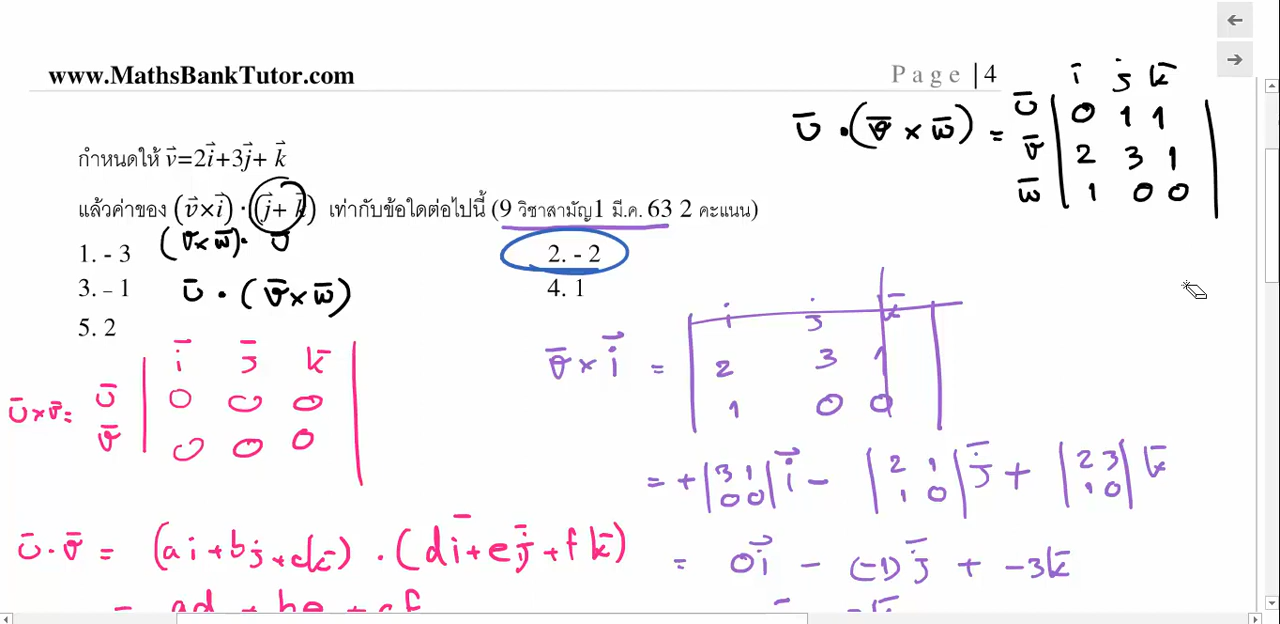 www.MathsBankTutor.com
Page |4
กำหนดให้ v⃗=2i⃗+3j⃗+ k⃗
แล้วค่าของ (v⃗×i⃗)·(j⃗+ k⃗) เท่ากับข้อใดต่อไปนี้ (9 วิชาสามัญ1 มี.ค. 63 2 คะแนน)
(v̄×w̄)· ū
1. - 3
2. - 2
3. - 1
4. 1
5. 2
ū · (v̄×w̄)
ū ·(v̄ × w̄) =
ī j k̄
ū | 0 1 1 |
v̄ | 2 3 1 |
w̄ | 1 0 0 |
ū×v̄=
ī j̄ k̄
ū | 0 0 0 |
v̄ | 0 0 0 |
v̄ × i⃗ =
i j̄ k̄
2 3 1
1 0 0
= +|3 1; 0 0| i⃗ - |2 1; 1 0| j̄ + |2 3; 1 0| k̄
= 0i⃗ - (-1)j̄ + -3k̄
ū·v̄ = (ai+bj+ck̄) · (dī+ej̄+fk̄)
= ad + be + cf